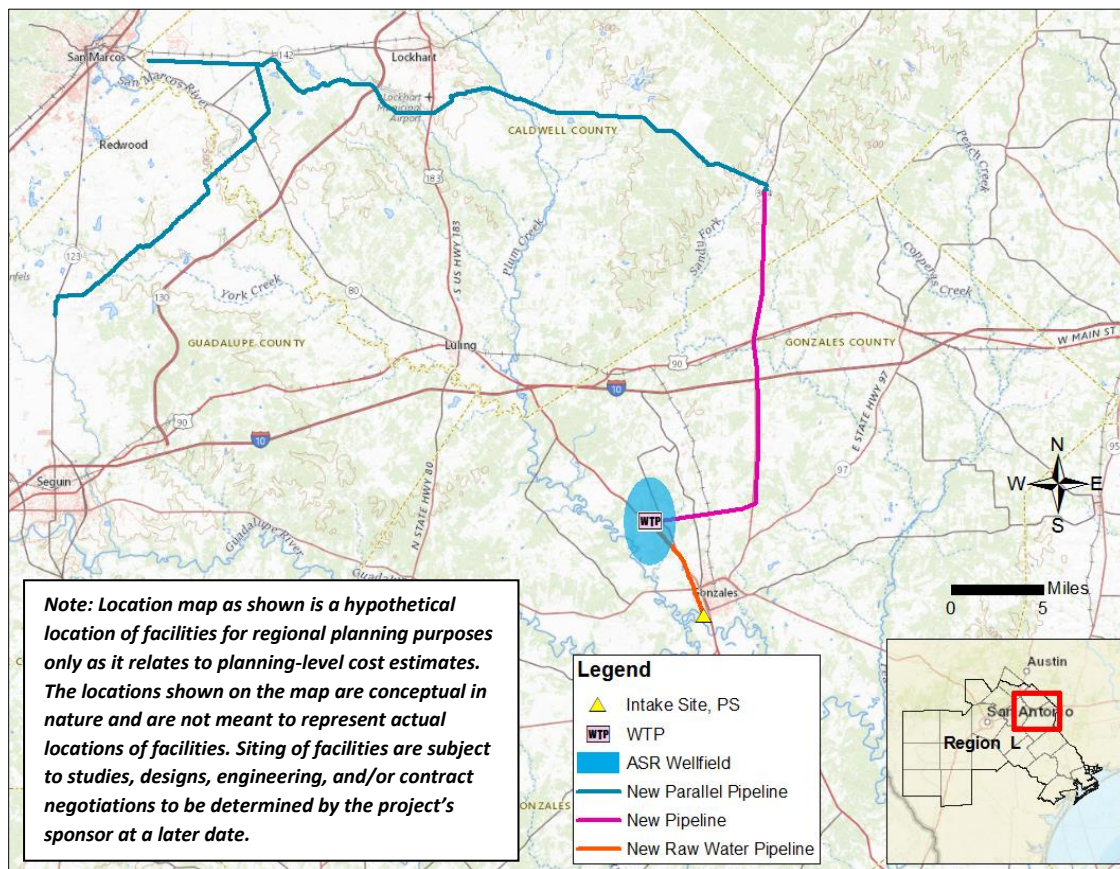 San Marcos
142
Lockhart
San Marcos River
Lockhart
Municipal
Airport
CALDWELL COUNTY
500
Peach Creek
Redwood
500
183
304
Sandy Fork
Plum Creek
S US HWY 183
Copperas Creek
123
130
York Creek
80
GUADALUPE COUNTY
Luling
90
GONZALES COUNTY
W MAIN ST
10
90
10
E STATE HWY 97
97
95
Seguin
N STATE HWY 80
Guadalupe River
WTP
N
W E
S
Gonzales
Miles
0 5
Note: Location map as shown is a hypothetical
location of facilities for regional planning purposes
only as it relates to planning-level cost estimates.
The locations shown on the map are conceptual in
nature and are not meant to represent actual
locations of facilities. Siting of facilities are subject
to studies, designs, engineering, and/or contract
negotiations to be determined by the project's
sponsor at a later date.
GONZALES
Legend
Intake Site, PS
WTP WTP
ASR Wellfield
New Parallel Pipeline
New Pipeline
New Raw Water Pipeline
Austin
San Antonio
Region L